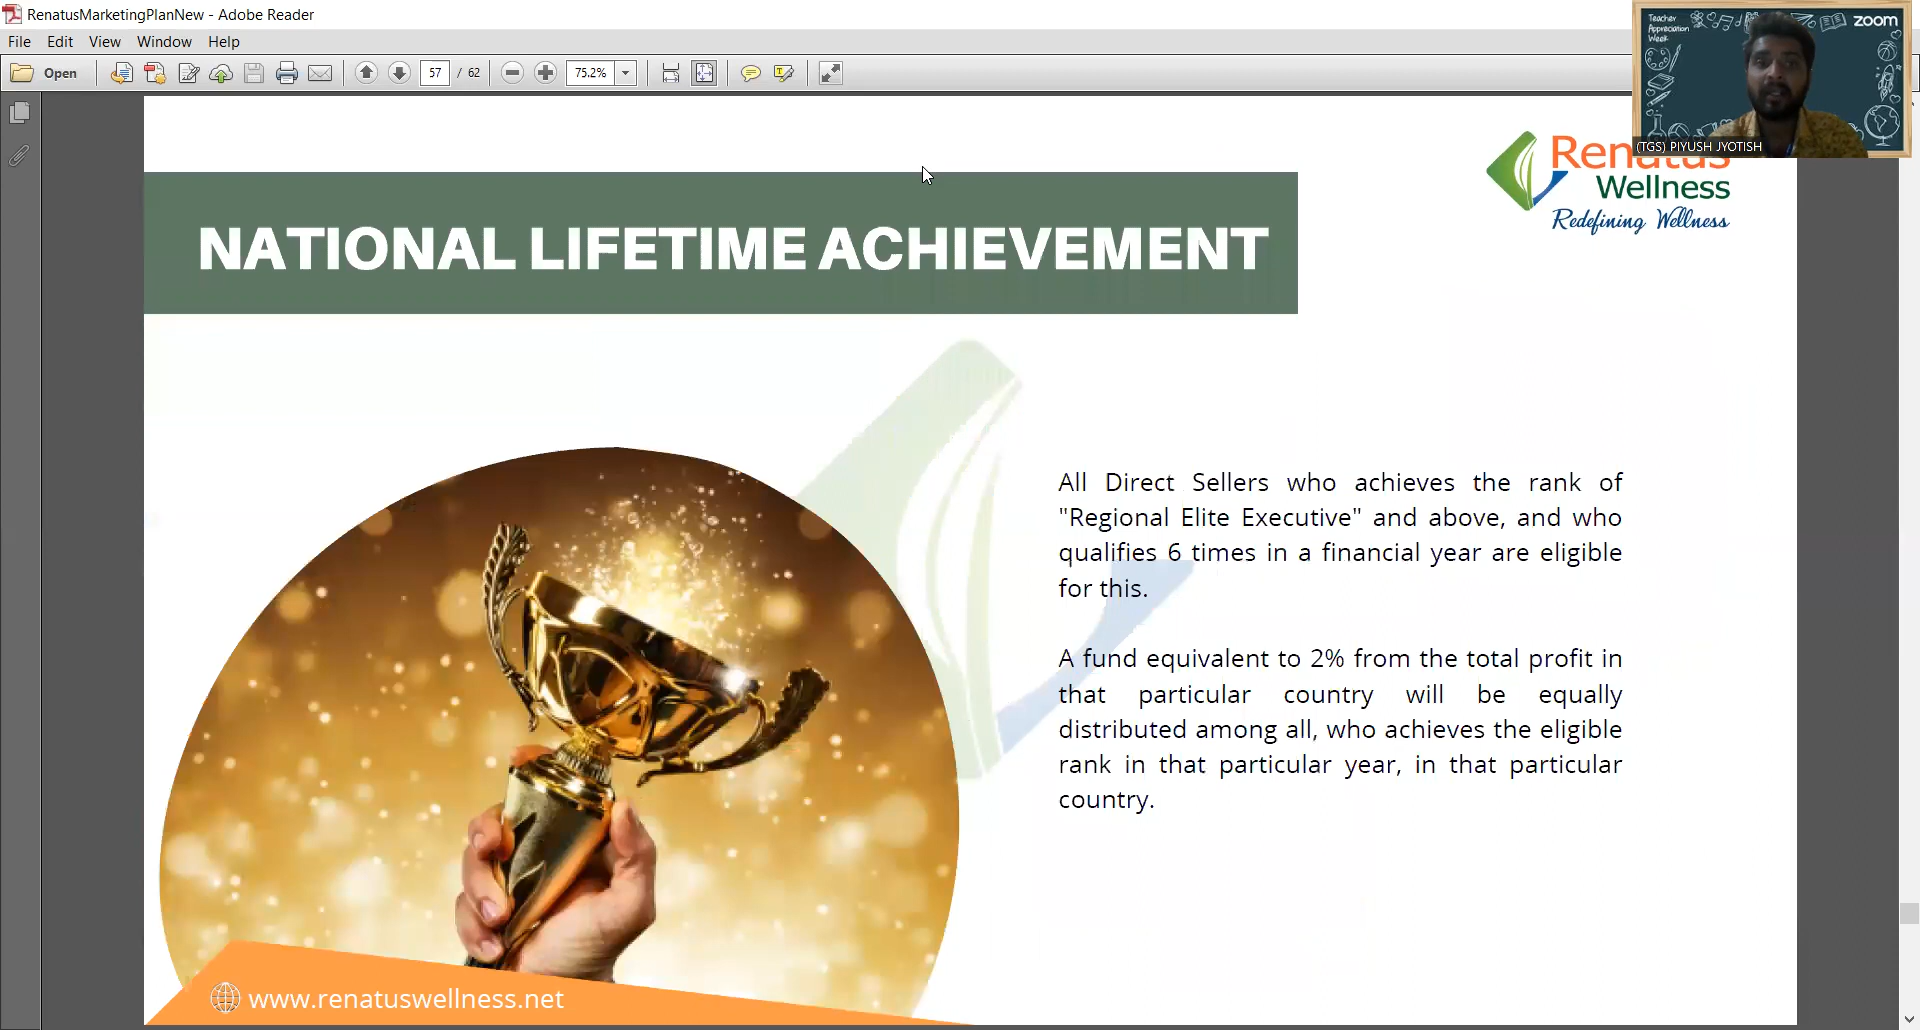 RenatusMarketingPlanNew - Adobe Reader
File Edit View Window Help
Open 57 / 62 75.2%
Teacher
Appreciation
Week
zoom
(TGS) PIYUSH JYOTISH
Renatus
Wellness
Redefining Wellness
NATIONAL LIFETIME ACHIEVEMENT
All Direct Sellers who achieves the rank of
"Regional Elite Executive" and above, and who
qualifies 6 times in a financial year are eligible
for this.
A fund equivalent to 2% from the total profit in
that particular country will be equally
distributed among all, who achieves the eligible
rank in that particular year, in that particular
country.
www.renatuswellness.net